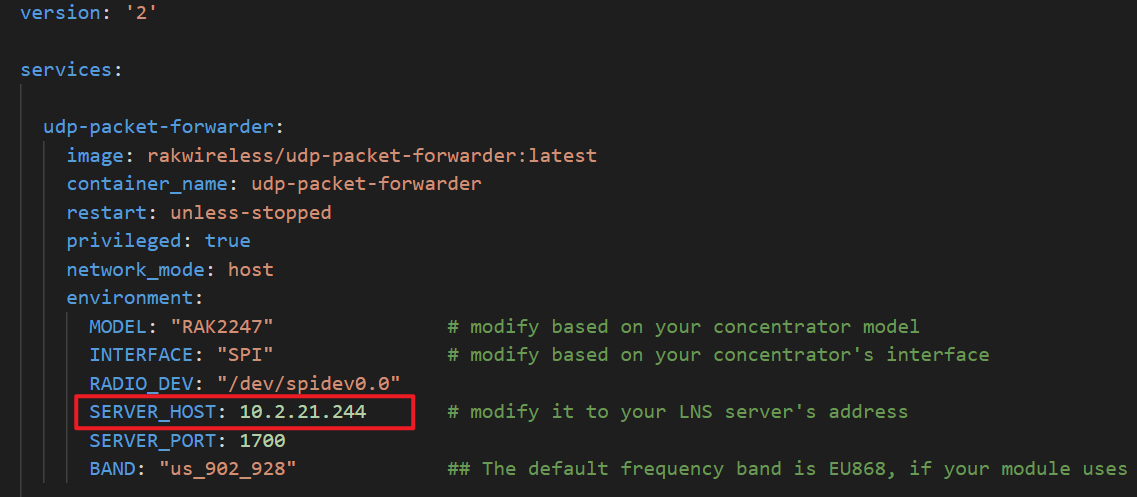 version: '2'
services:
udp-packet-forwarder:
image: rakwireless/udp-packet-forwarder:latest
container_name: udp-packet-forwarder
restart: unless-stopped
privileged: true
network_mode: host
environment:
MODEL: "RAK2247" # modify based on your concentrator model
INTERFACE: "SPI" # modify based on your concentrator's interface
RADIO_DEV: "/dev/spidev0.0"
SERVER_HOST: 10.2.21.244 # modify it to your LNS server's address
SERVER_PORT: 1700
BAND: "us_902_928" ## The default frequency band is EU868, if your module uses